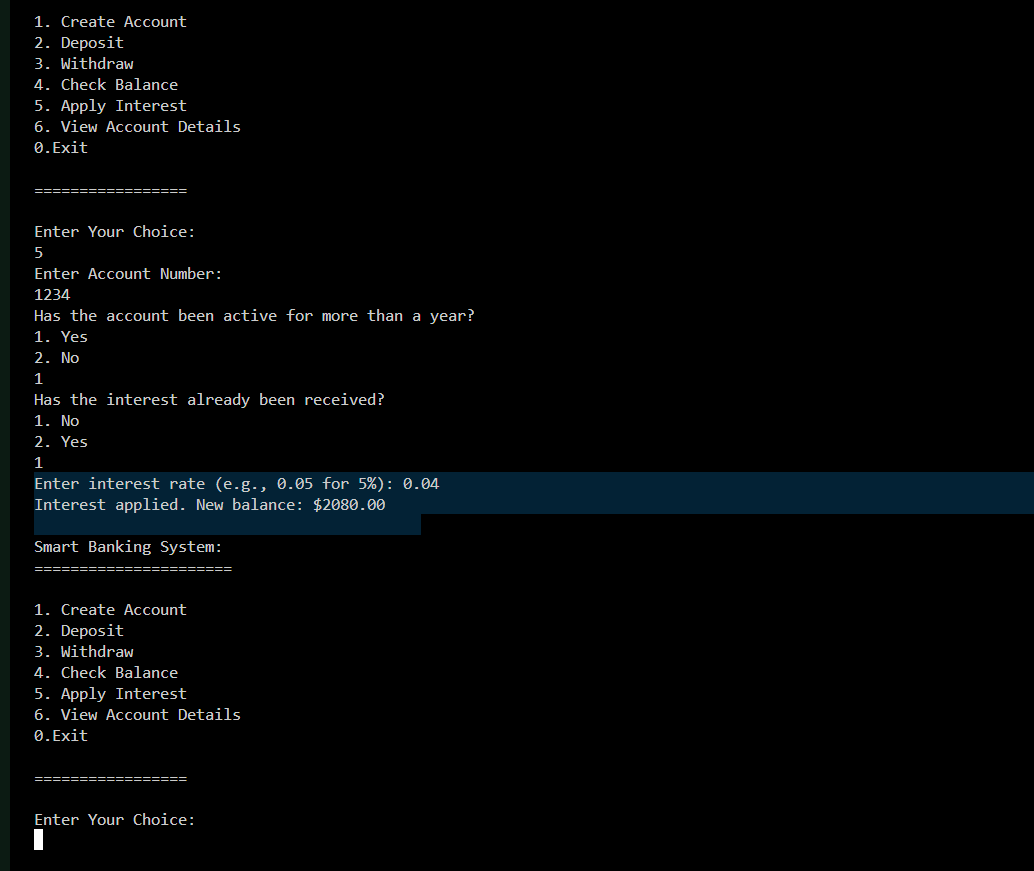 1. Create Account
2. Deposit
3. Withdraw
4. Check Balance
5. Apply Interest
6. View Account Details
0.Exit
=================
Enter Your Choice:
5
Enter Account Number:
1234
Has the account been active for more than a year?
1. Yes
2. No
1
Has the interest already been received?
1. No
2. Yes
1
Enter interest rate (e.g., 0.05 for 5%): 0.04
Interest applied. New balance: $2080.00
Smart Banking System:
======================
1. Create Account
2. Deposit
3. Withdraw
4. Check Balance
5. Apply Interest
6. View Account Details
0.Exit
=================
Enter Your Choice: